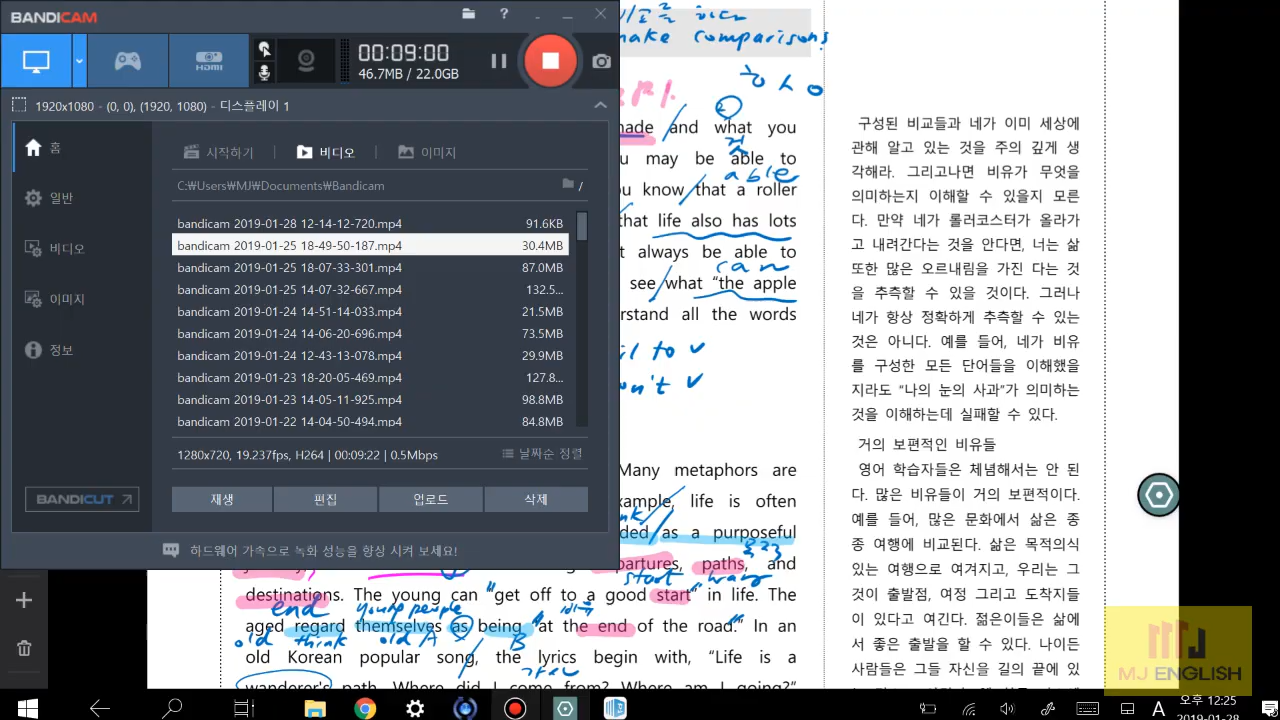 BANDICAM
?
00:09:00
46.7MB / 22.0GB
HDMI
1920x1080 - (0, 0), (1920, 1080) - 디스플레이 1
홈
일반
비디오
이미지
정보
BANDICUT
시작하기
비디오
이미지
C:₩Users₩MJ₩Documents₩Bandicam
/
bandicam 2019-01-28 12-14-12-720.mp4 91.6KB
bandicam 2019-01-25 18-49-50-187.mp4 30.4MB
bandicam 2019-01-25 18-07-33-301.mp4 87.0MB
bandicam 2019-01-25 14-07-32-667.mp4 132.5...
bandicam 2019-01-24 14-51-14-033.mp4 21.5MB
bandicam 2019-01-24 14-06-20-696.mp4 73.5MB
bandicam 2019-01-24 12-43-13-078.mp4 29.9MB
bandicam 2019-01-23 18-20-05-469.mp4 127.8...
bandicam 2019-01-23 14-05-11-925.mp4 98.8MB
bandicam 2019-01-22 14-04-50-494.mp4 84.8MB
1280x720, 19.237fps, H264 | 00:09:22 | 0.5Mbps
날짜순 정렬
재생
편집
업로드
삭제
하드웨어 가속으로 녹화 성능을 향상 시켜 보세요!
make comparisons
made and what you
것
u may be able to
able
u know that a roller
that life also has lots
t always be able to
can
see what "the apple
rstand all the words
il to
on't
Many metaphors are
xample, life is often
ded as a purposeful
partures, paths, and
start way
destinations. The young can "get off to a good start" in life. The
end young people 비유
aged regard themselves as being "at the end of the road." In an
old think old A B
old Korean popular song, the lyrics begin with, "Life is a
wanderer's path. Where did I come from? Where am I going?"
구성된 비교들과 네가 이미 세상에
관해 알고 있는 것을 주의 깊게 생
각해라. 그리고나면 비유가 무엇을
의미하는지 이해할 수 있을지 모른
다. 만약 네가 롤러코스터가 올라가
고 내려간다는 것을 안다면, 너는 삶
또한 많은 오르내림을 가진 다는 것
을 추측할 수 있을 것이다. 그러나
네가 항상 정확하게 추측할 수 있는
것은 아니다. 예를 들어, 네가 비유
를 구성한 모든 단어들을 이해했을
지라도 "나의 눈의 사과"가 의미하는
것을 이해하는데 실패할 수 있다.
거의 보편적인 비유들
영어 학습자들은 체념해서는 안 된
다. 많은 비유들이 거의 보편적이다.
예를 들어, 많은 문화에서 삶은 종
종 여행에 비교된다. 삶은 목적의식
있는 여행으로 여겨지고, 우리는 그
것이 출발점, 여정 그리고 도착지들
이 있다고 여긴다. 젊은이들은 삶에
서 좋은 출발을 할 수 있다. 나이든
사람들은 그들 자신을 길의 끝에 있
MJ ENGLISH
A
오후 12:25
2019-01-28